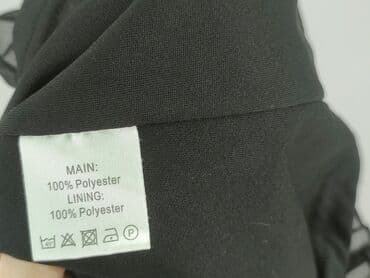 MAIN:
100% Polyester
LINING:
100% Polyester
P